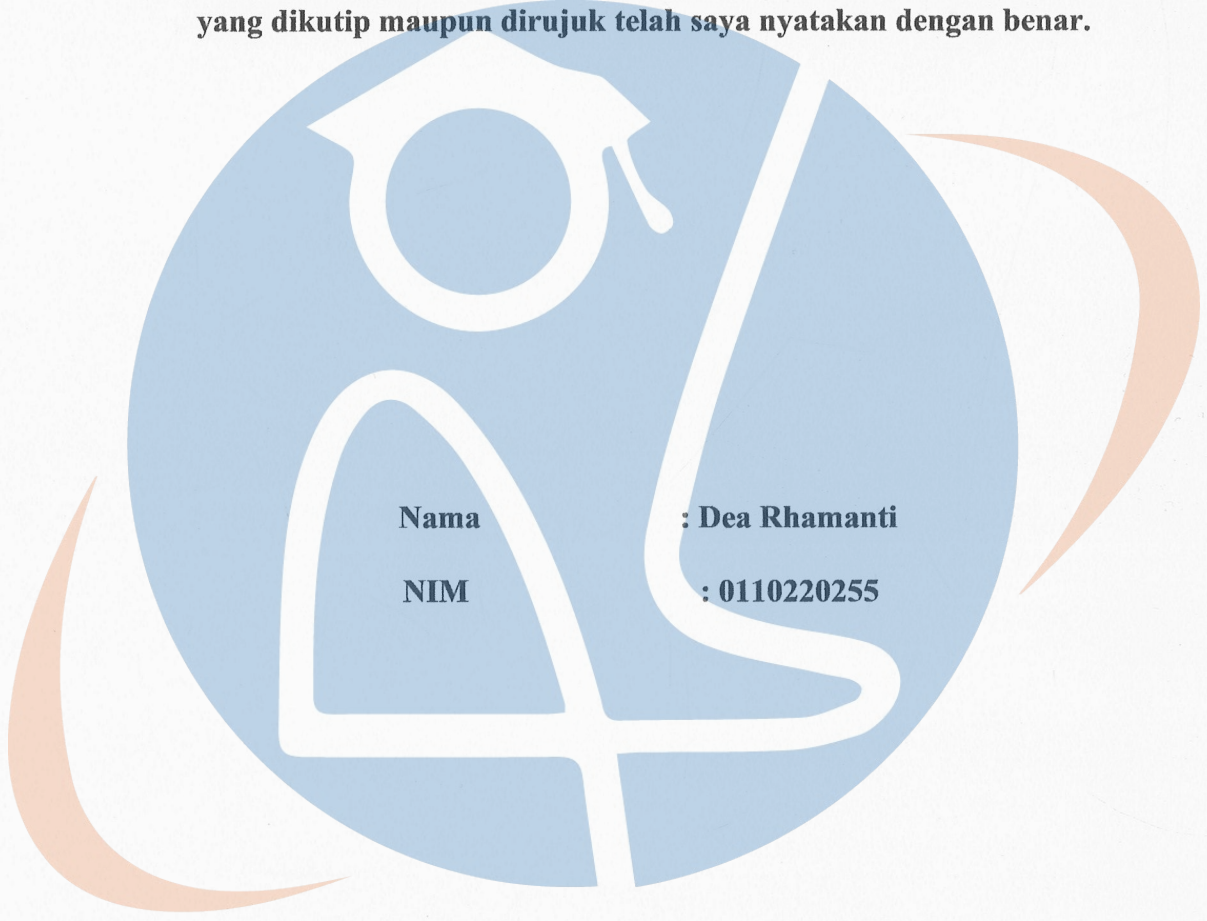 yang dikutip maupun dirujuk telah saya nyatakan dengan benar.
Nama : Dea Rhamanti
NIM : 0110220255